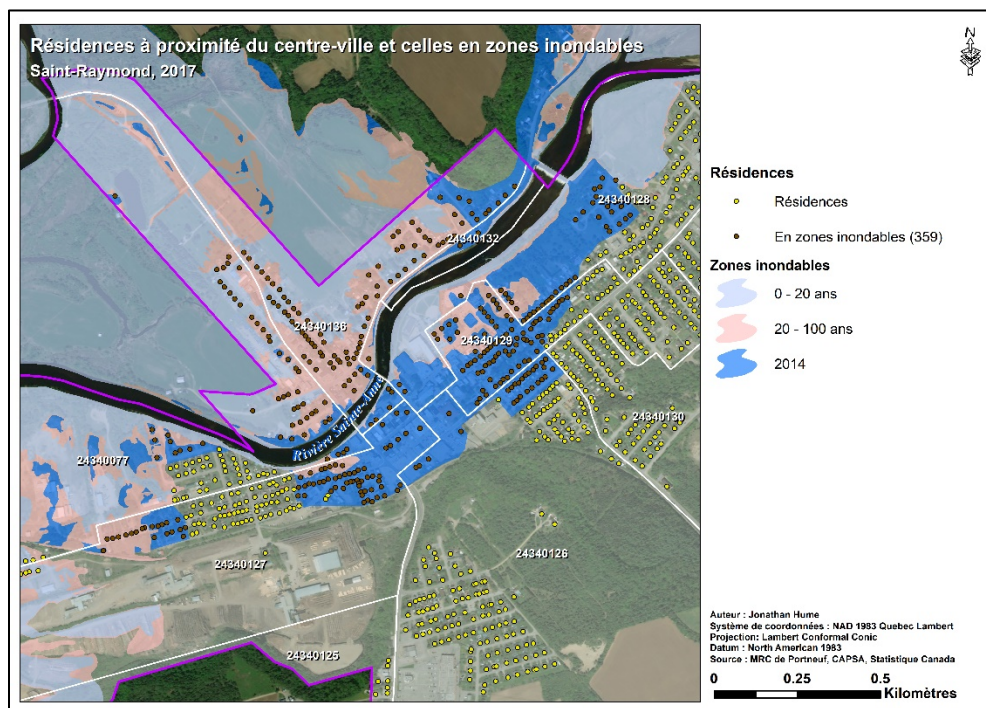 Résidences à proximité du centre-ville et celles en zones inondables
Saint-Raymond, 2017
N
24340128
24340132
24340136
24340129
Rivière Sainte-Anne
24340130
24340077
24340126
24340127
24340125
Résidences
Résidences
En zones inondables (359)
Zones inondables
0 - 20 ans
20 - 100 ans
2014
Auteur : Jonathan Hume
Système de coordonnées : NAD 1983 Quebec Lambert
Projection: Lambert Conformal Conic
Datum : North American 1983
Source : MRC de Portneuf, CAPSA, Statistique Canada
0 0.25 0.5
Kilomètres